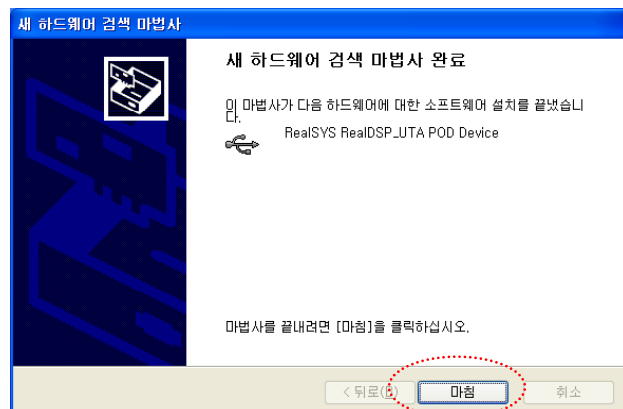 새 하드웨어 검색 마법사
새 하드웨어 검색 마법사 완료
이 마법사가 다음 하드웨어에 대한 소프트웨어 설치를 끝냈습니
다.
RealSYS RealDSP_UTA POD Device
마법사를 끝내려면 [마침]을 클릭하십시오.
< 뒤로(B) 마침 취소